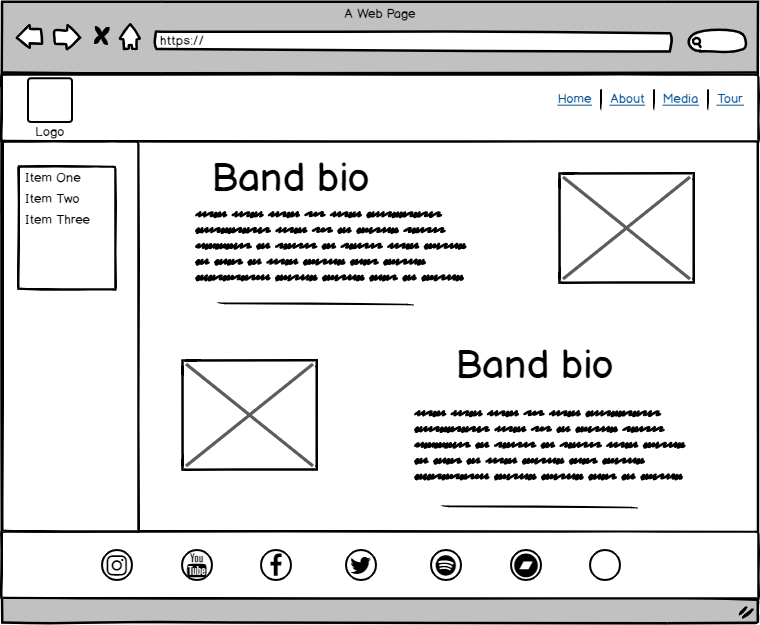 A Web Page
https://
Logo
Home About Media Tour
Item One
Item Two
Item Three
Band bio
Band bio
You
Tube